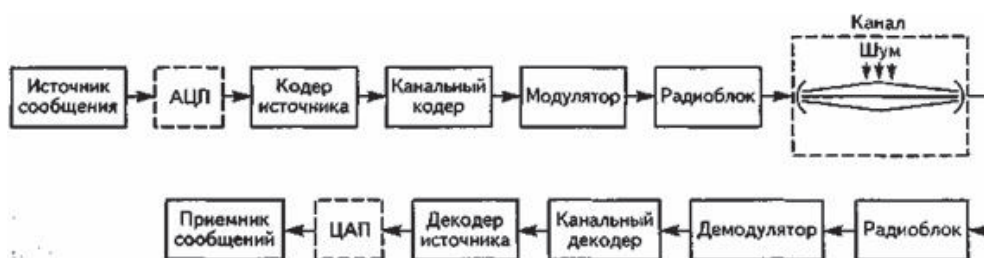 Канал
Шум
Источник
сообщения
АЦП
Кодер
источника
Канальный
кодер
Модулятор
Радиоблок
Приемник
сообщений
ЦАП
Декодер
источника
Канальный
декодер
Демодулятор
Радиоблок